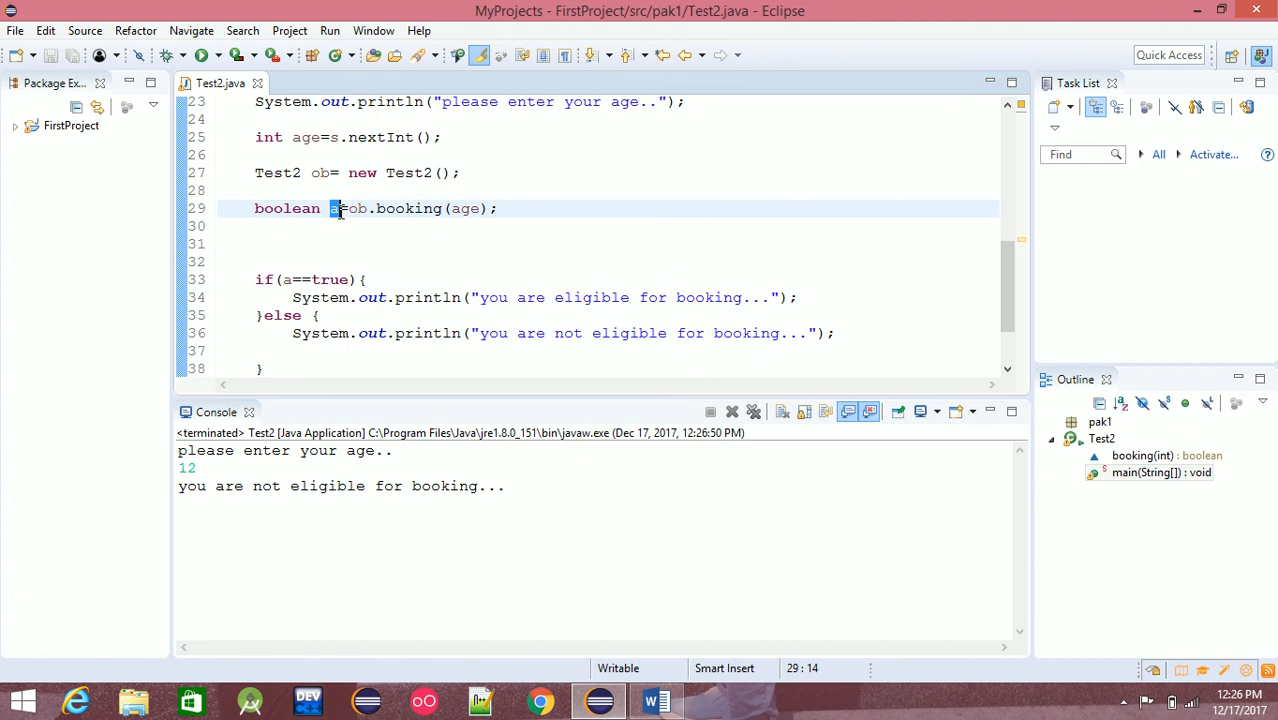 MyProjects - FirstProject/src/pak1/Test2.java - Eclipse
File Edit Source Refactor Navigate Search Project Run Window Help
Quick Access
Package Ex...
Test2.java
Task List
FirstProject
Find All Activate...
23 System.out.println("please enter your age..");
24
25 int age=s.nextInt();
26
27 Test2 ob= new Test2();
28
29 boolean a=ob.booking(age);
30
31
32
33 if(a==true){
34 System.out.println("you are eligible for booking...");
35 }else {
36 System.out.println("you are not eligible for booking...");
37
38 }
Outline
pak1
Test2
booking(int) : boolean
main(String[]) : void
Console
<terminated> Test2 [Java Application] C:\Program Files\Java\jre1.8.0_151\bin\javaw.exe (Dec 17, 2017, 12:26:50 PM)
please enter your age..
12
you are not eligible for booking...
Writable Smart Insert 29 : 14
DEV
12:26 PM
12/17/2017